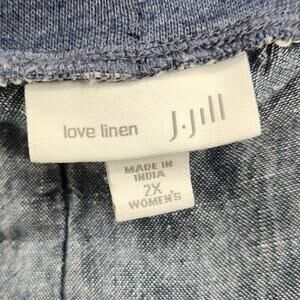 love linen J.Jill
MADE IN
INDIA
2X
WOMEN'S